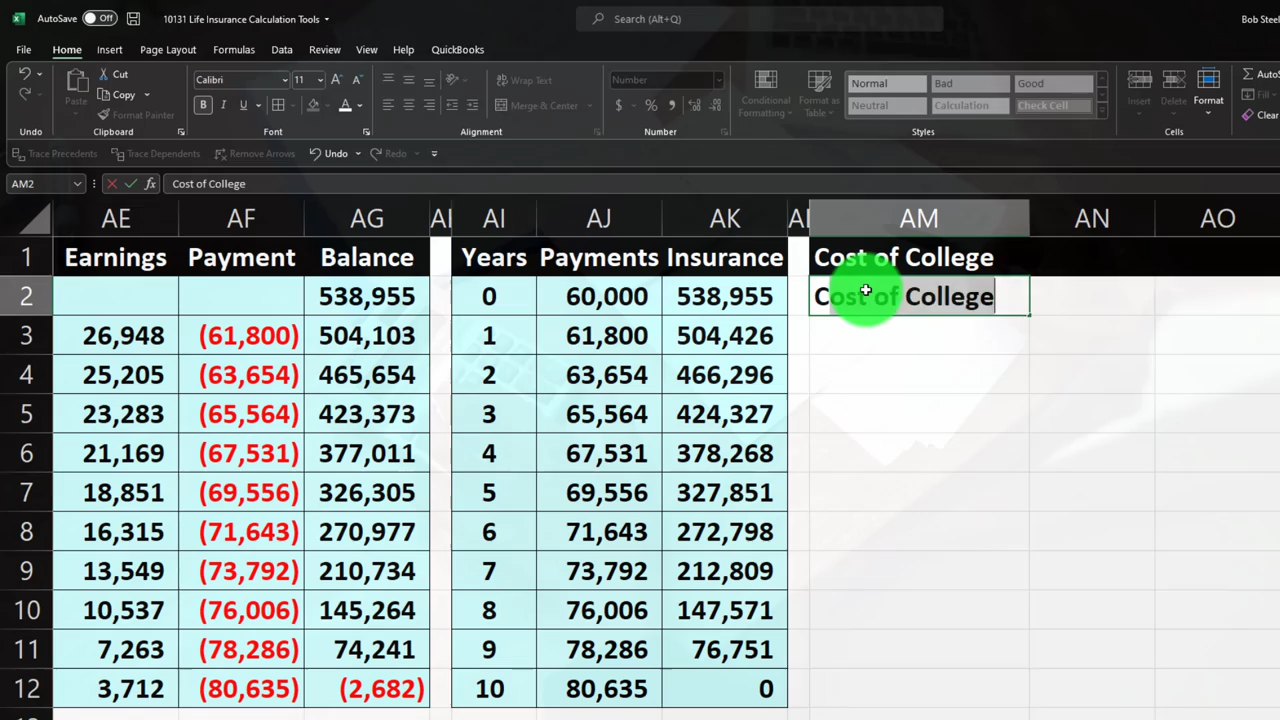 AutoSave Off 10131 Life Insurance Calculation Tools Search (Alt+Q) Bob Steel
File Home Insert Page Layout Formulas Data Review View Help QuickBooks
Paste Cut Copy Format Painter Calibri 11 Wrap Text Merge & Center Number Conditional Formatting Format as Table Normal Bad Good Neutral Calculation Check Cell Insert Delete Format AutoS Fill Clear
Undo Clipboard Font Alignment Number Styles Cells
Trace Precedents Trace Dependents Remove Arrows Undo Redo
AM2 fx Cost of College
AE AF AG AI AJ AK AM AN AO
1 Earnings Payment Balance Years Payments Insurance Cost of College
2 538,955 0 60,000 538,955 Cost of College
3 26,948 (61,800) 504,103 1 61,800 504,426
4 25,205 (63,654) 465,654 2 63,654 466,296
5 23,283 (65,564) 423,373 3 65,564 424,327
6 21,169 (67,531) 377,011 4 67,531 378,268
7 18,851 (69,556) 326,305 5 69,556 327,851
8 16,315 (71,643) 270,977 6 71,643 272,798
9 13,549 (73,792) 210,734 7 73,792 212,809
10 10,537 (76,006) 145,264 8 76,006 147,571
11 7,263 (78,286) 74,241 9 78,286 76,751
12 3,712 (80,635) (2,682) 10 80,635 0